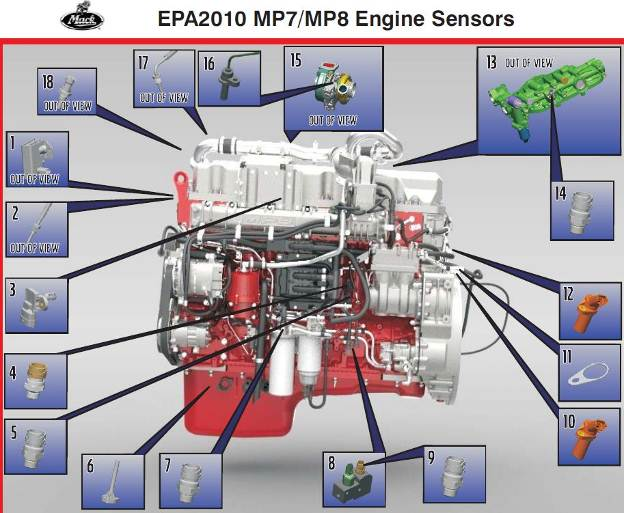 Mack
EPA2010 MP7/MP8 Engine Sensors
18
OUT OF VIEW
17
OUT OF VIEW
16
15
OUT OF VIEW
13 OUT OF VIEW
14
1
OUT OF VIEW
2
OUT OF VIEW
3
4
5
6
7
8
9
12
11
10